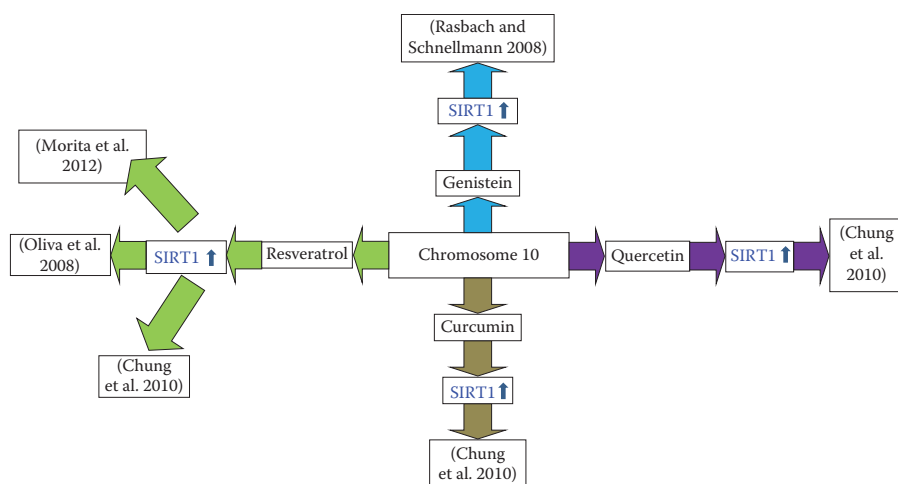 (Rasbach and
Schnellmann 2008)
SIRT1
Genistein
(Morita et al.
2012)
(Oliva et al.
2008)
SIRT1
Resveratrol
Chromosome 10
Quercetin
SIRT1
(Chung
et al.
2010)
(Chung
et al. 2010)
Curcumin
SIRT1
(Chung
et al. 2010)